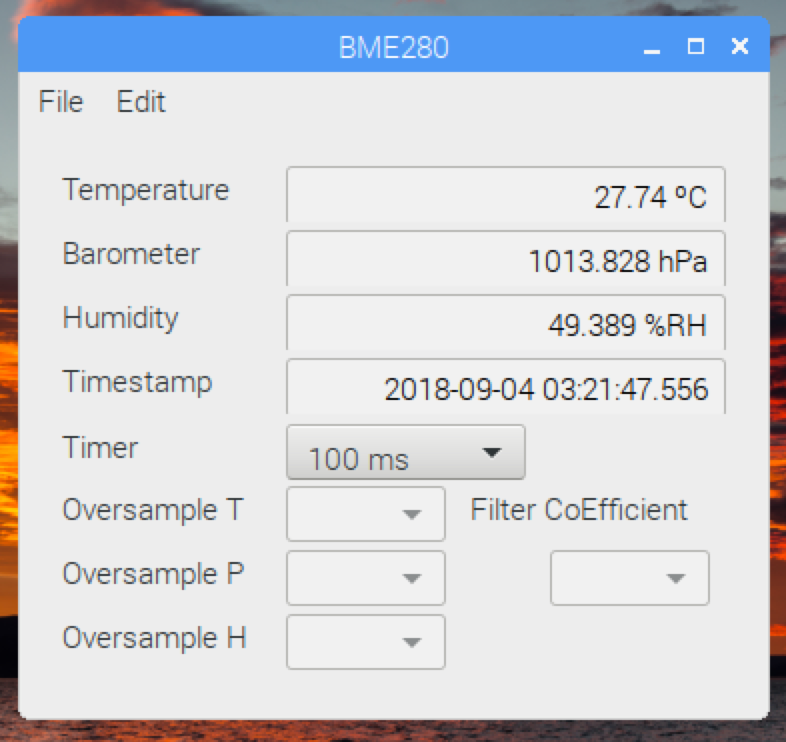 BME280
File Edit
Temperature 27.74 ºC
Barometer 1013.828 hPa
Humidity 49.389 %RH
Timestamp 2018-09-04 03:21:47.556
Timer 100 ms
Oversample T Filter CoEfficient
Oversample P
Oversample H